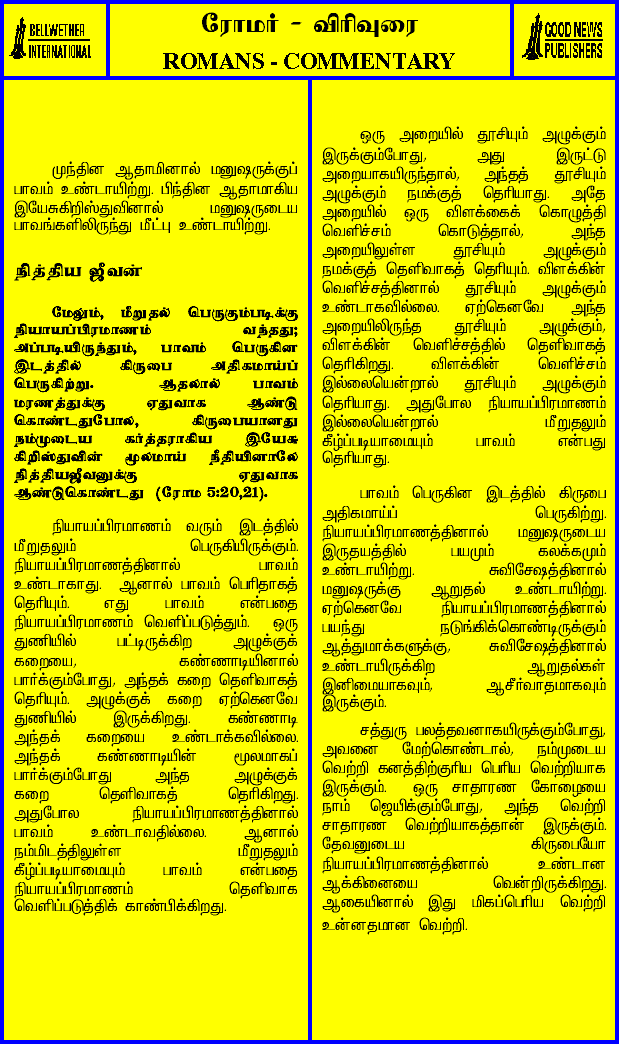 BELLWETHER
INTERNATIONAL
ரோமர் - விரிவுரை
ROMANS - COMMENTARY
GOOD NEWS
PUBLISHERS
முந்தின ஆதாமினால் மனுஷருக்குப்
பாவம் உண்டாயிற்று. பிந்தின ஆதாமாகிய
இயேசுகிறிஸ்துவினால் மனுஷருடைய
பாவங்களிலிருந்து மீட்பு உண்டாயிற்று.
நித்திய ஜீவன்
மேலும், மீறுதல் பெருகும்படிக்கு
நியாயப்பிரமாணம் வந்தது;
அப்படியிருந்தும், பாவம் பெருகின
இடத்தில் கிருபை அதிகமாய்ப்
பெருகிற்று. ஆதலால் பாவம்
மரணத்துக்கு ஏதுவாக ஆண்டு
கொண்டதுபோல, கிருபையானது
நம்முடைய கர்த்தராகிய இயேசு
கிறிஸ்துவின் மூலமாய் நீதியினாலே
நித்தியஜீவனுக்கு ஏதுவாக
ஆண்டுகொண்டது (ரோம 5:20,21).
நியாயப்பிரமாணம் வரும் இடத்தில்
மீறுதலும் பெருகியிருக்கும்.
நியாயப்பிரமாணத்தினால் பாவம்
உண்டாகாது. ஆனால் பாவம் பெரிதாகத்
தெரியும். எது பாவம் என்பதை
நியாயப்பிரமாணம் வெளிப்படுத்தும். ஒரு
துணியில் பட்டிருக்கிற அழுக்குக்
கறையை, கண்ணாடியினால்
பார்க்கும்போது, அந்தக் கறை தெளிவாகத்
தெரியும். அழுக்குக் கறை ஏற்கெனவே
துணியில் இருக்கிறது. கண்ணாடி
அந்தக் கறையை உண்டாக்கவில்லை.
அந்தக் கண்ணாடியின் மூலமாகப்
பார்க்கும்போது அந்த அழுக்குக்
கறை தெளிவாகத் தெரிகிறது.
அதுபோல நியாயப்பிரமாணத்தினால்
பாவம் உண்டாவதில்லை. ஆனால்
நம்மிடத்திலுள்ள மீறுதலும்
கீழ்ப்படியாமையும் பாவம் என்பதை
நியாயப்பிரமாணம் தெளிவாக
வெளிப்படுத்திக் காண்பிக்கிறது.
ஒரு அறையில் தூசியும் அழுக்கும்
இருக்கும்போது, அது இருட்டு
அறையாகயிருந்தால், அந்தத் தூசியும்
அழுக்கும் நமக்குத் தெரியாது. அதே
அறையில் ஒரு விளக்கைக் கொழுத்தி
வெளிச்சம் கொடுத்தால், அந்த
அறையிலுள்ள தூசியும் அழுக்கும்
நமக்குத் தெளிவாகத் தெரியும். விளக்கின்
வெளிச்சத்தினால் தூசியும் அழுக்கும்
உண்டாகவில்லை. ஏற்கெனவே அந்த
அறையிலிருந்த தூசியும் அழுக்கும்,
விளக்கின் வெளிச்சத்தில் தெளிவாகத்
தெரிகிறது. விளக்கின் வெளிச்சம்
இல்லையென்றால் தூசியும் அழுக்கும்
தெரியாது. அதுபோல நியாயப்பிரமாணம்
இல்லையென்றால் மீறுதலும்
கீழ்ப்படியாமையும் பாவம் என்பது
தெரியாது.
பாவம் பெருகின இடத்தில் கிருபை
அதிகமாய்ப் பெருகிற்று.
நியாயப்பிரமாணத்தினால் மனுஷருடைய
இருதயத்தில் பயமும் கலக்கமும்
உண்டாயிற்று. சுவிசேஷத்தினால்
மனுஷருக்கு ஆறுதல் உண்டாயிற்று.
ஏற்கெனவே நியாயப்பிரமாணத்தினால்
பயந்து நடுங்கிக்கொண்டிருக்கும்
ஆத்துமாக்களுக்கு, சுவிசேஷத்தினால்
உண்டாயிருக்கிற ஆறுதல்கள்
இனிமையாகவும், ஆசீர்வாதமாகவும்
இருக்கும்.
சத்துரு பலத்தவனாகயிருக்கும்போது,
அவனை மேற்கொண்டால், நம்முடைய
வெற்றி கனத்திற்குரிய பெரிய வெற்றியாக
இருக்கும். ஒரு சாதாரண கோழையை
நாம் ஜெயிக்கும்போது, அந்த வெற்றி
சாதாரண வெற்றியாகத்தான் இருக்கும்.
தேவனுடைய கிருபையோ
நியாயப்பிரமாணத்தினால் உண்டான
ஆக்கினையை வென்றிருக்கிறது.
ஆகையினால் இது மிகப்பெரிய வெற்றி
உன்னதமான வெற்றி.